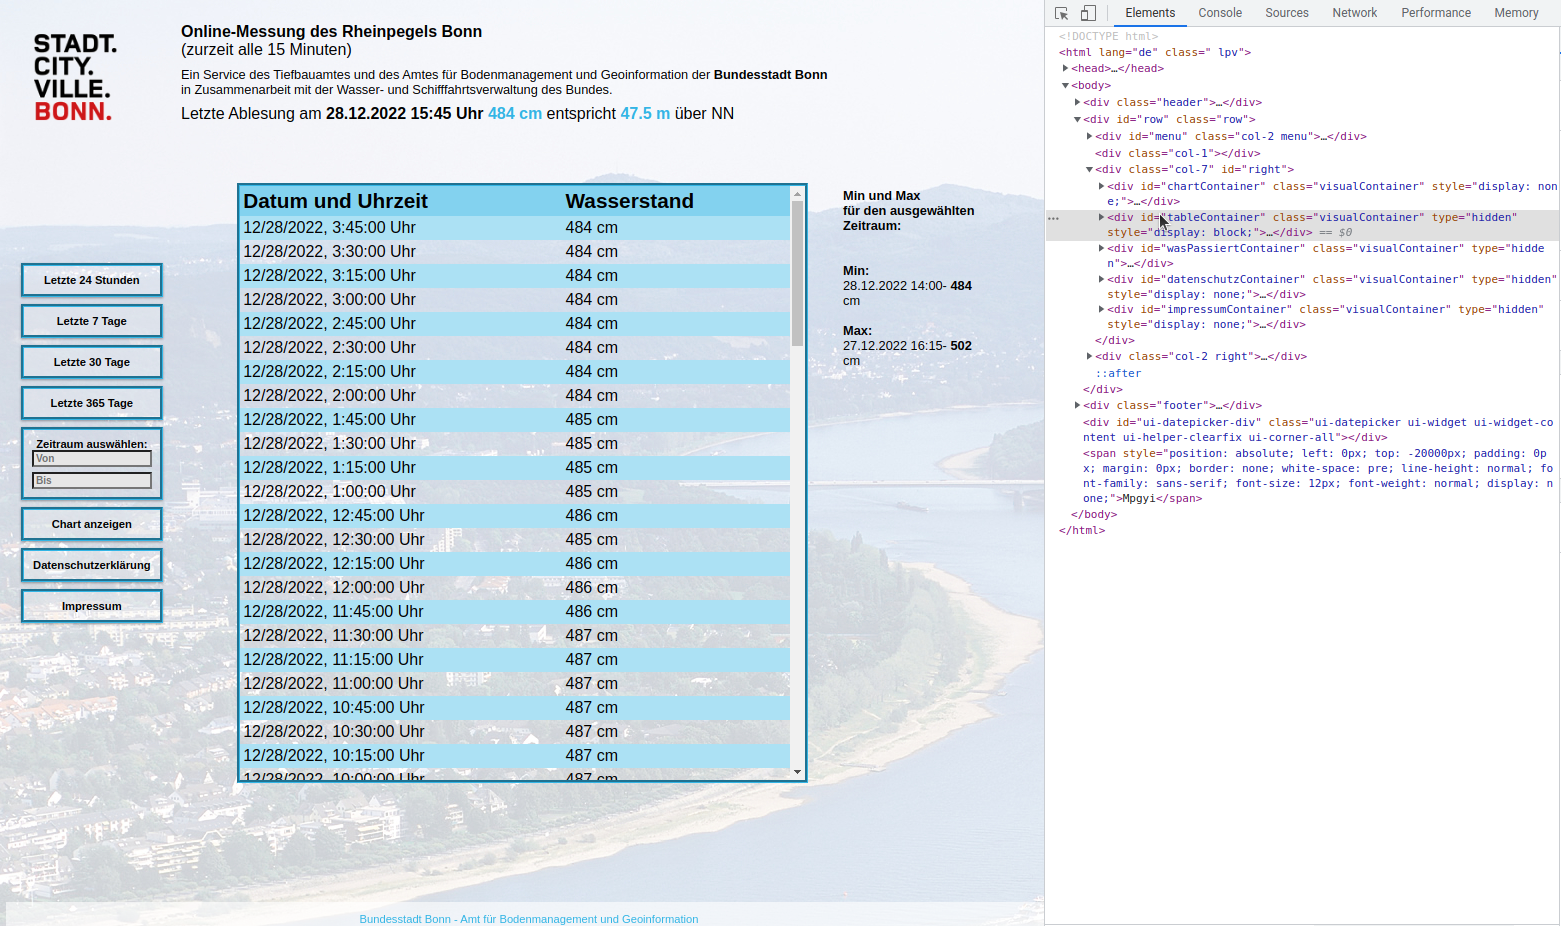 STADT.
CITY.
VILLE.
BONN.
Online-Messung des Rheinpegels Bonn
(zurzeit alle 15 Minuten)
Ein Service des Tiefbauamtes und des Amtes für Bodenmanagement und Geoinformation der Bundesstadt Bonn
in Zusammenarbeit mit der Wasser- und Schifffahrtsverwaltung des Bundes.
Letzte Ablesung am 28.12.2022 15:45 Uhr 484 cm entspricht 47.5 m über NN
Letzte 24 Stunden
Letzte 7 Tage
Letzte 30 Tage
Letzte 365 Tage
Zeitraum auswählen:
Von
Bis
Chart anzeigen
Datenschutzerklärung
Impressum
Datum und Uhrzeit Wasserstand
12/28/2022, 3:45:00 Uhr 484 cm
12/28/2022, 3:30:00 Uhr 484 cm
12/28/2022, 3:15:00 Uhr 484 cm
12/28/2022, 3:00:00 Uhr 484 cm
12/28/2022, 2:45:00 Uhr 484 cm
12/28/2022, 2:30:00 Uhr 484 cm
12/28/2022, 2:15:00 Uhr 484 cm
12/28/2022, 2:00:00 Uhr 484 cm
12/28/2022, 1:45:00 Uhr 485 cm
12/28/2022, 1:30:00 Uhr 485 cm
12/28/2022, 1:15:00 Uhr 485 cm
12/28/2022, 1:00:00 Uhr 485 cm
12/28/2022, 12:45:00 Uhr 486 cm
12/28/2022, 12:30:00 Uhr 485 cm
12/28/2022, 12:15:00 Uhr 486 cm
12/28/2022, 12:00:00 Uhr 486 cm
12/28/2022, 11:45:00 Uhr 486 cm
12/28/2022, 11:30:00 Uhr 487 cm
12/28/2022, 11:15:00 Uhr 487 cm
12/28/2022, 11:00:00 Uhr 487 cm
12/28/2022, 10:45:00 Uhr 487 cm
12/28/2022, 10:30:00 Uhr 487 cm
12/28/2022, 10:15:00 Uhr 487 cm
12/28/2022, 10:00:00 Uhr 487 cm
Min und Max
für den ausgewählten
Zeitraum:
Min:
28.12.2022 14:00- 484
cm
Max:
27.12.2022 16:15- 502
cm
Bundesstadt Bonn - Amt für Bodenmanagement und Geoinformation
Elements Console Sources Network Performance Memory
<!DOCTYPE html>
<html lang="de" class=" lpv">
<head>…</head>
<body>
<div class="header">…</div>
<div id="row" class="row">
<div id="menu" class="col-2 menu">…</div>
<div class="col-1"></div>
<div class="col-7" id="right">
<div id="chartContainer" class="visualContainer" style="display: non
e;">…</div>
<div id="tableContainer" class="visualContainer" type="hidden"
style="display: block;">…</div> == $0
<div id="wasPassiertContainer" class="visualContainer" type="hidde
n">…</div>
<div id="datenschutzContainer" class="visualContainer" type="hidden"
style="display: none;">…</div>
<div id="impressumContainer" class="visualContainer" type="hidden"
style="display: none;">…</div>
</div>
<div class="col-2 right">…</div>
::after
</div>
<div class="footer">…</div>
<div id="ui-datepicker-div" class="ui-datepicker ui-widget ui-widget-co
ntent ui-helper-clearfix ui-corner-all"></div>
<span style="position: absolute; left: 0px; top: -20000px; padding: 0p
x; margin: 0px; border: none; white-space: pre; line-height: normal; fo
nt-family: sans-serif; font-size: 12px; font-weight: normal; display: n
one;">Mpgyi</span>
</body>
</html>